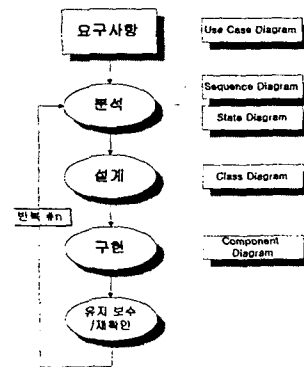 요구사항
Use Case Diagram
Sequence Diagram
분석
State Diagram
설계
Class Diagram
반복 #n
구현
Component
Diagram
유지 보수
/재확인